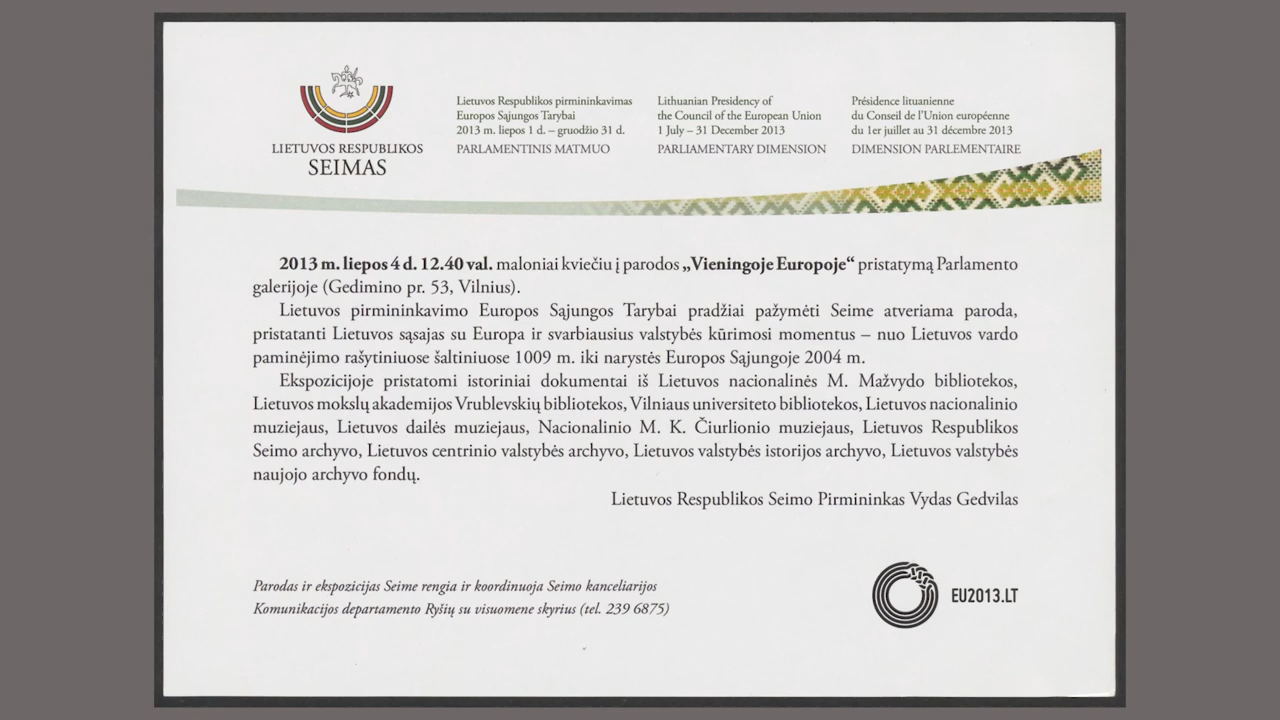 LIETUVOS RESPUBLIKOS
SEIMAS
Lietuvos Respublikos pirmininkavimas
Europos Sąjungos Tarybai
2013 m. liepos 1 d. – gruodžio 31 d.
PARLAMENTINIS MATMUO
Lithuanian Presidency of
the Council of the European Union
1 July – 31 December 2013
PARLIAMENTARY DIMENSION
Présidence lituanienne
du Conseil de l'Union européenne
du 1er juillet au 31 décembre 2013
DIMENSION PARLEMENTAIRE
2013 m. liepos 4 d. 12.40 val. maloniai kviečiu į parodos „Vieningoje Europoje“ pristatymą Parlamento
galerijoje (Gedimino pr. 53, Vilnius).
Lietuvos pirmininkavimo Europos Sąjungos Tarybai pradžiai pažymėti Seime atveriama paroda,
pristatanti Lietuvos sąsajas su Europa ir svarbiausius valstybės kūrimosi momentus – nuo Lietuvos vardo
paminėjimo rašytiniuose šaltiniuose 1009 m. iki narystės Europos Sąjungoje 2004 m.
Ekspozicijoje pristatomi istoriniai dokumentai iš Lietuvos nacionalinės M. Mažvydo bibliotekos,
Lietuvos mokslų akademijos Vrublevskių bibliotekos, Vilniaus universiteto bibliotekos, Lietuvos nacionalinio
muziejaus, Lietuvos dailės muziejaus, Nacionalinio M. K. Čiurlionio muziejaus, Lietuvos Respublikos
Seimo archyvo, Lietuvos centrinio valstybės archyvo, Lietuvos valstybės istorijos archyvo, Lietuvos valstybės
naujojo archyvo fondų.
Lietuvos Respublikos Seimo Pirmininkas Vydas Gedvilas
Parodas ir ekspozicijas Seime rengia ir koordinuoja Seimo kanceliarijos
Komunikacijos departamento Ryšių su visuomene skyrius (tel. 239 6875)
EU2013.LT